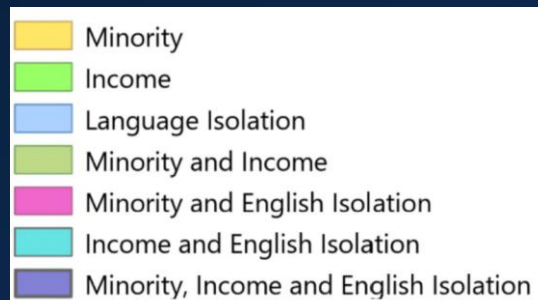 Minority
Income
Language Isolation
Minority and Income
Minority and English Isolation
Income and English Isolation
Minority, Income and English Isolation